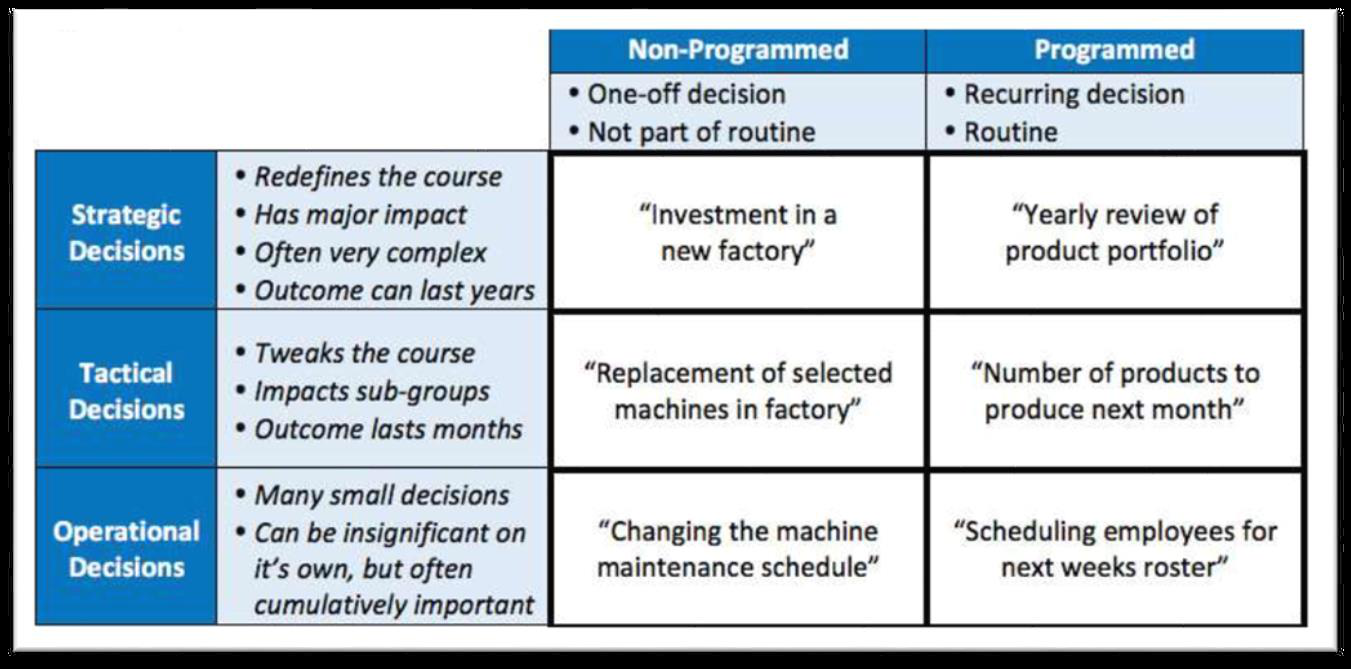 Non-Programmed
Programmed
• One-off decision
• Not part of routine
• Recurring decision
• Routine
Strategic
Decisions
• Redefines the course
• Has major impact
• Often very complex
• Outcome can last years
“Investment in a
new factory”
“Yearly review of
product portfolio”
Tactical
Decisions
• Tweaks the course
• Impacts sub-groups
• Outcome lasts months
“Replacement of selected
machines in factory”
“Number of products to
produce next month”
Operational
Decisions
• Many small decisions
• Can be insignificant on
it’s own, but often
cumulatively important
“Changing the machine
maintenance schedule”
“Scheduling employees for
next weeks roster”